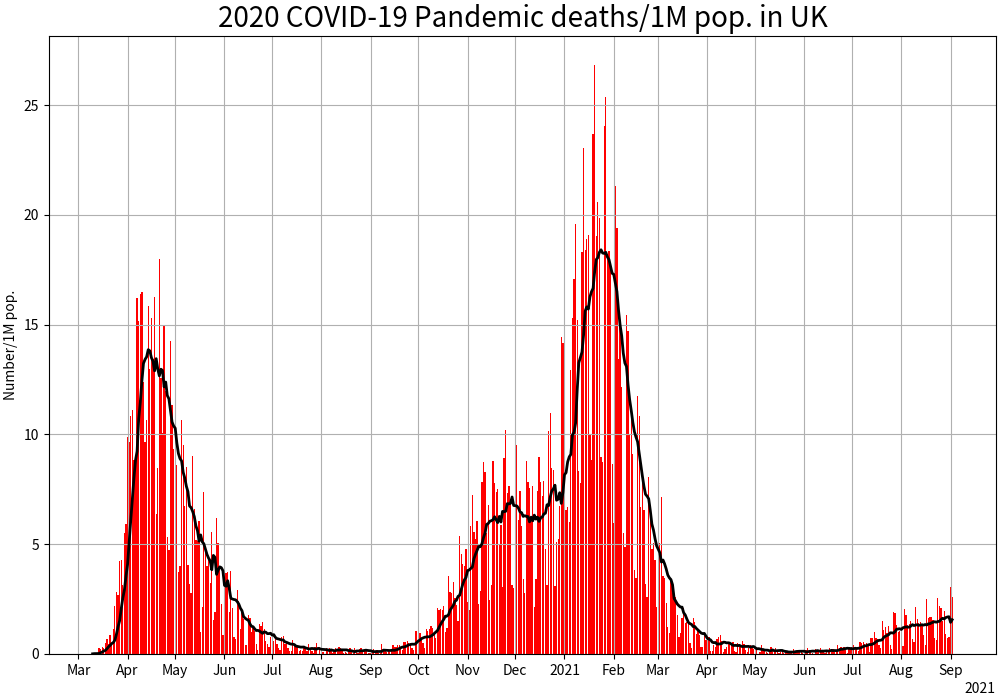 2020 COVID-19 Pandemic deaths/1M pop. in UK
Number/1M pop.
25
20
15
10
5
0
Mar Apr May Jun Jul Aug Sep Oct Nov Dec 2021 Feb Mar Apr May Jun Jul Aug Sep
2021